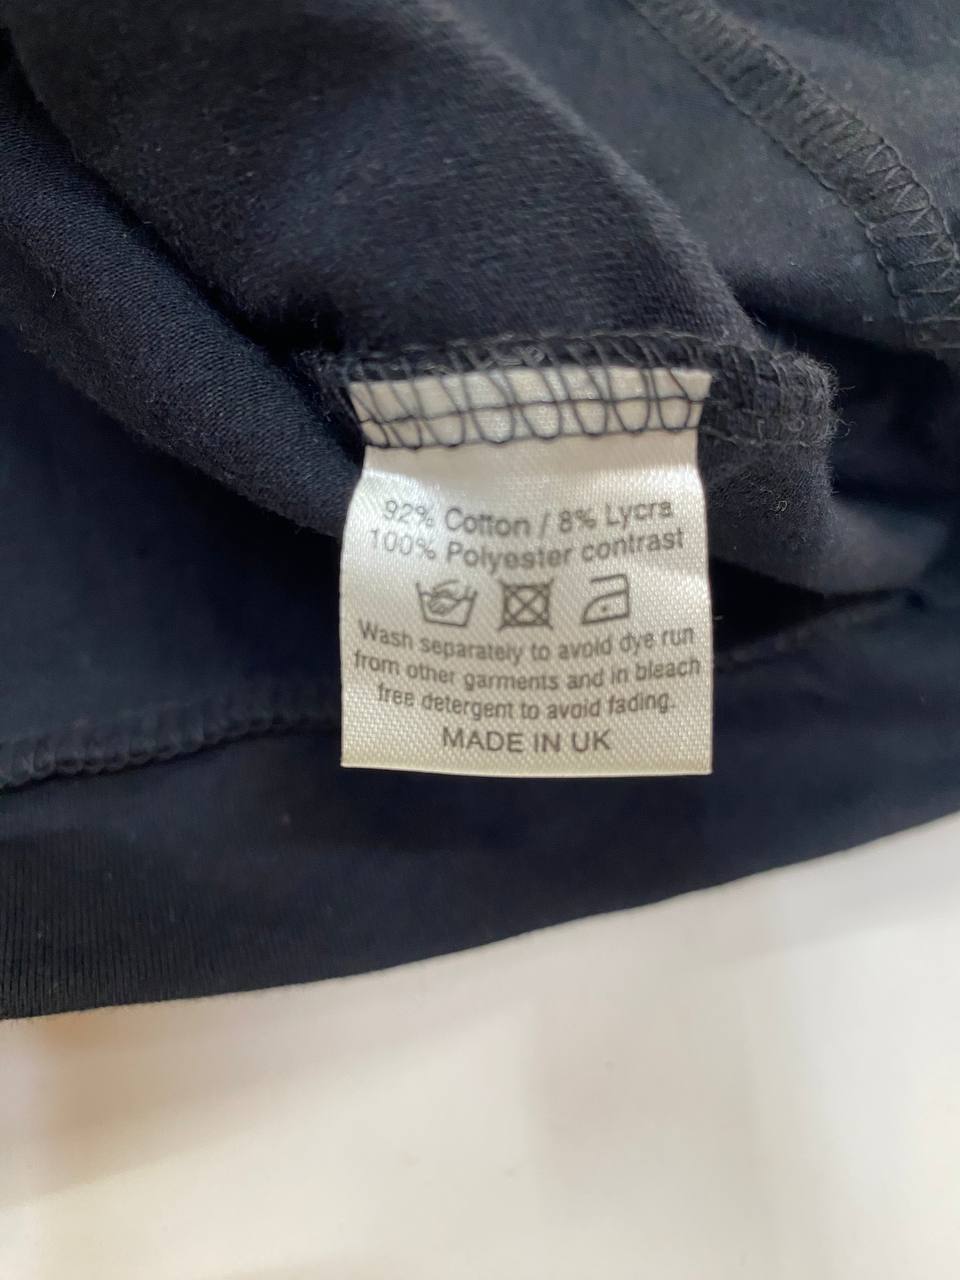 92% Cotton / 8% Lycra
100% Polyester contrast
Wash separately to avoid dye run
from other garments and in bleach
free detergent to avoid fading.
MADE IN UK